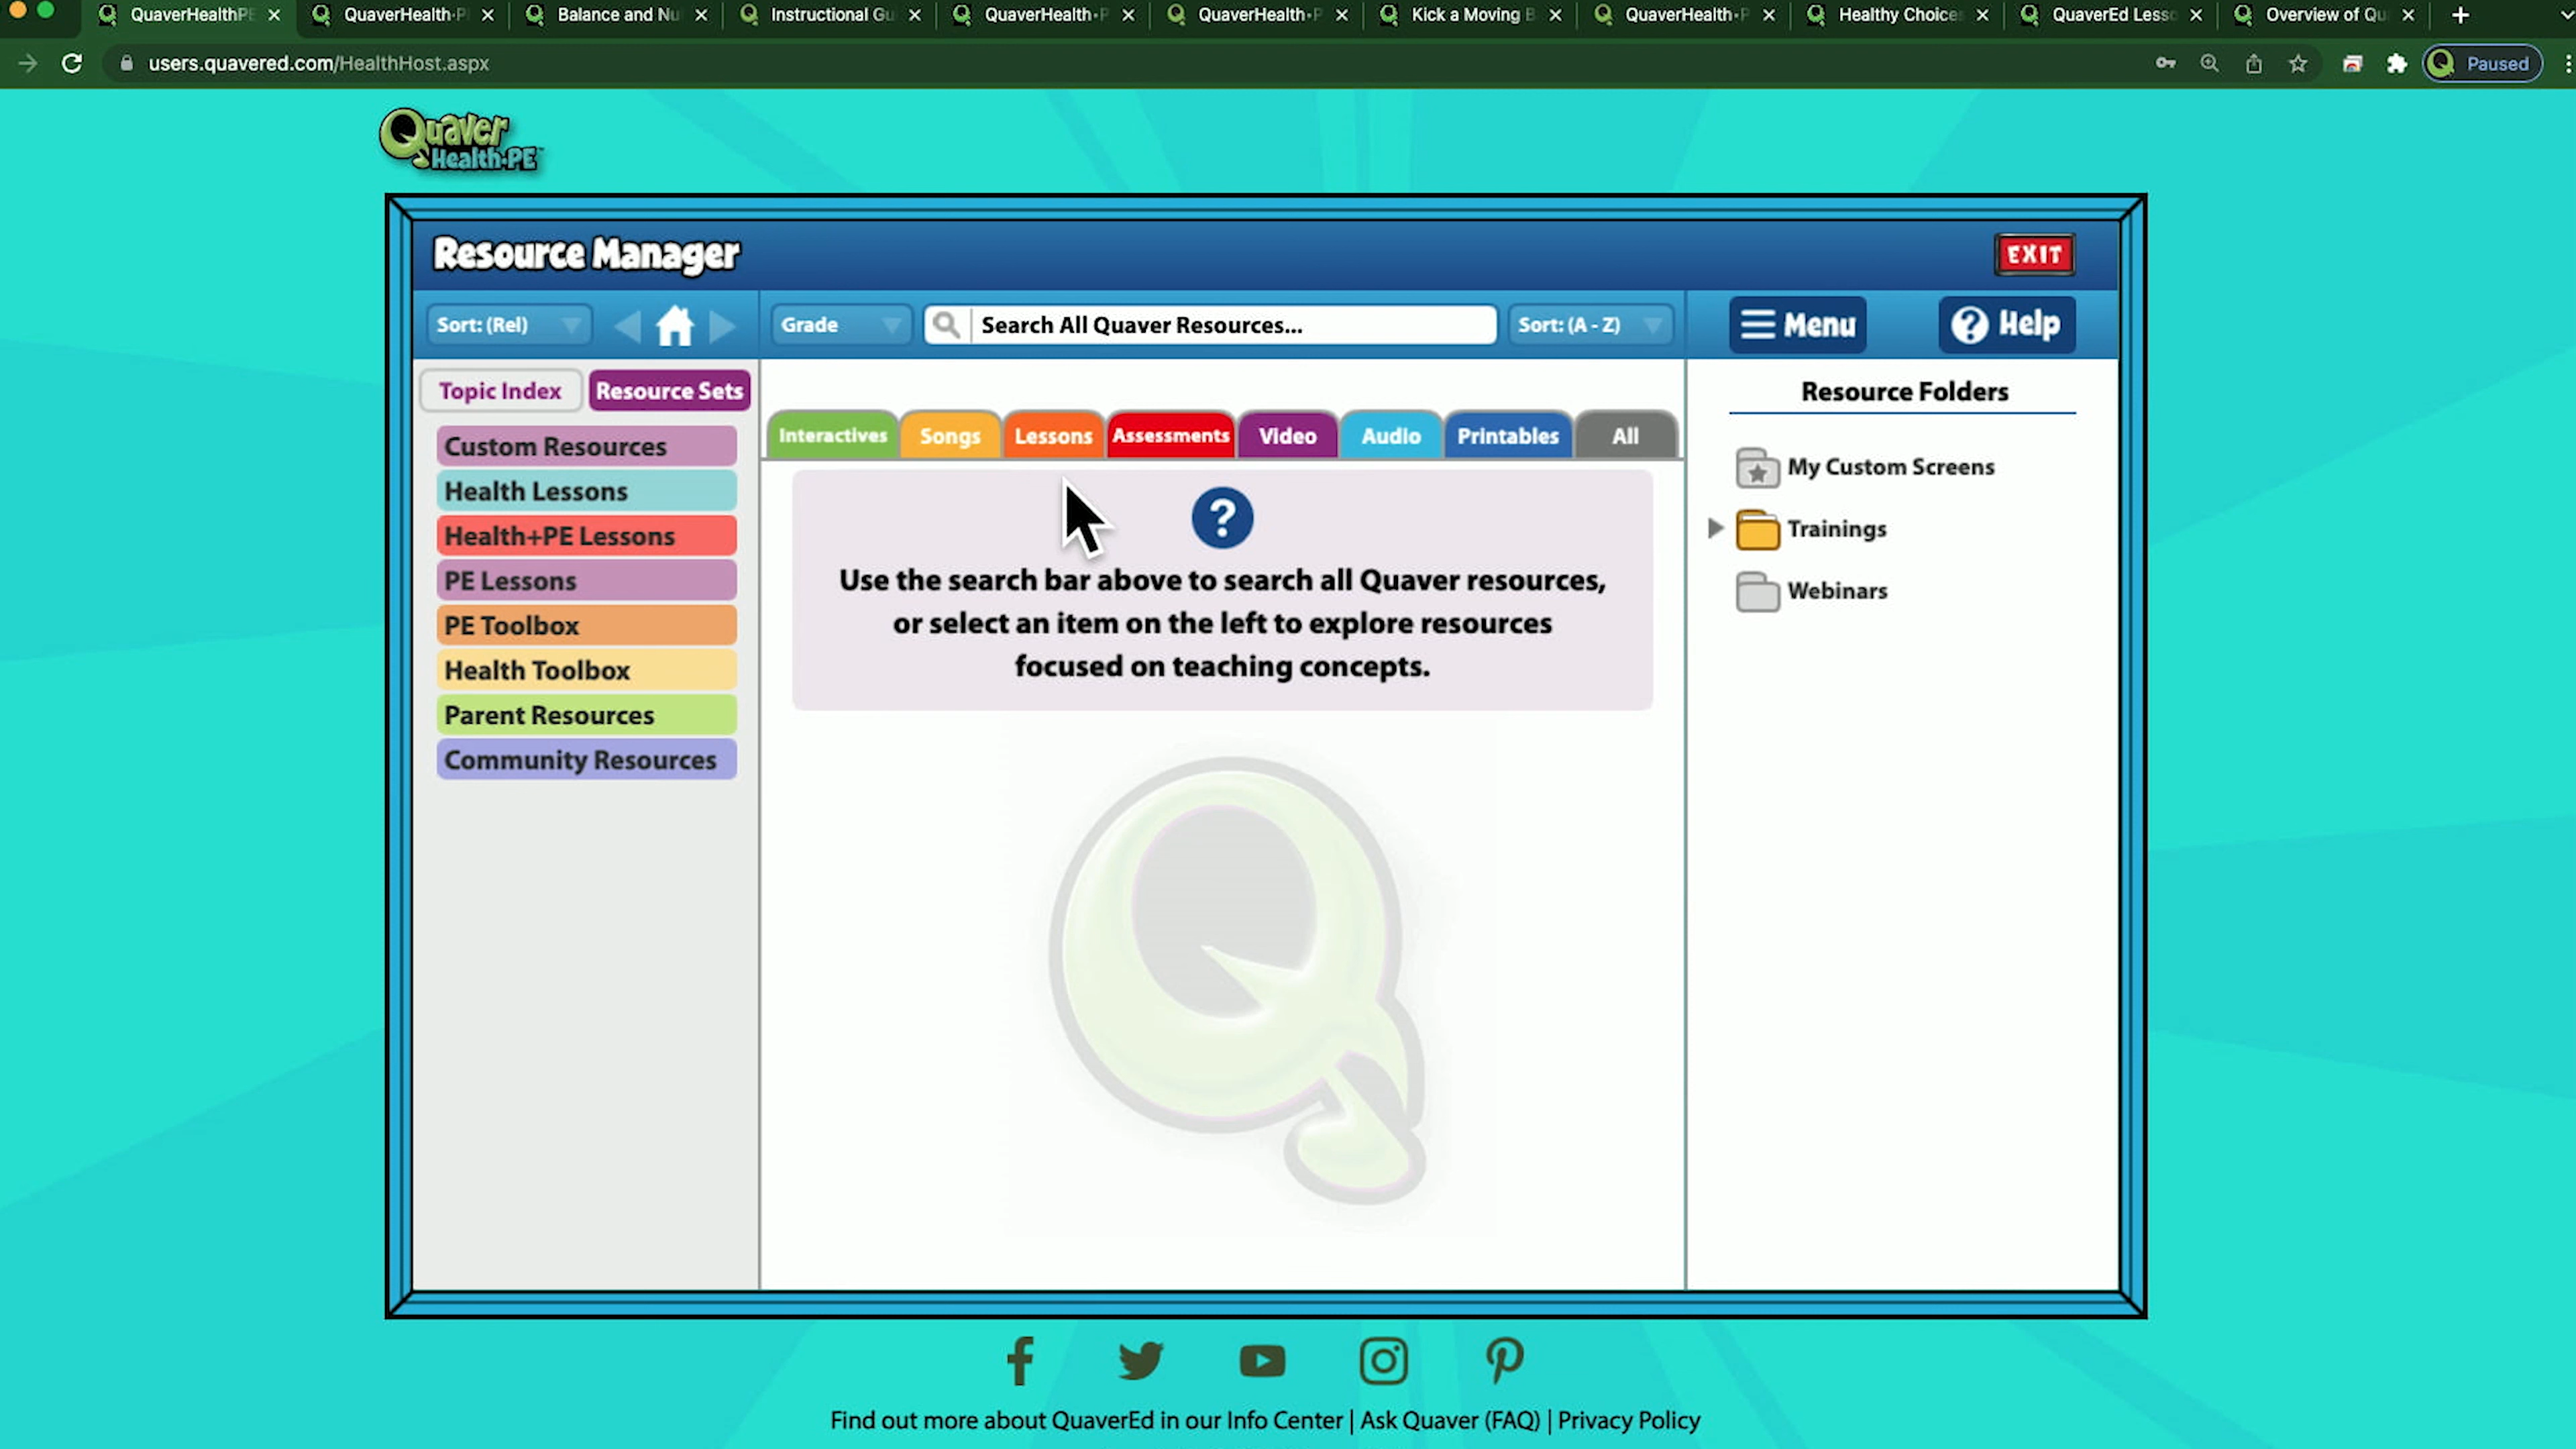 QuaverHealthPE
QuaverHealth·P
Balance and Nu
Instructional Gu
QuaverHealth·P
QuaverHealth·P
Kick a Moving B
QuaverHealth·P
Healthy Choice
QuaverEd Less
Overview of Qu
users.quavered.com/HealthHost.aspx
Paused
Quaver
Health·PE™
Resource Manager
EXIT
Sort: (Rel)
Grade
Search All Quaver Resources...
Sort: (A - Z)
Menu
? Help
Topic Index
Resource Sets
Custom Resources
Health Lessons
Health+PE Lessons
PE Lessons
PE Toolbox
Health Toolbox
Parent Resources
Community Resources
Interactives
Songs
Lessons
Assessments
Video
Audio
Printables
All
?
Use the search bar above to search all Quaver resources,
or select an item on the left to explore resources
focused on teaching concepts.
Resource Folders
My Custom Screens
Trainings
Webinars
Find out more about QuaverEd in our Info Center | Ask Quaver (FAQ) | Privacy Policy